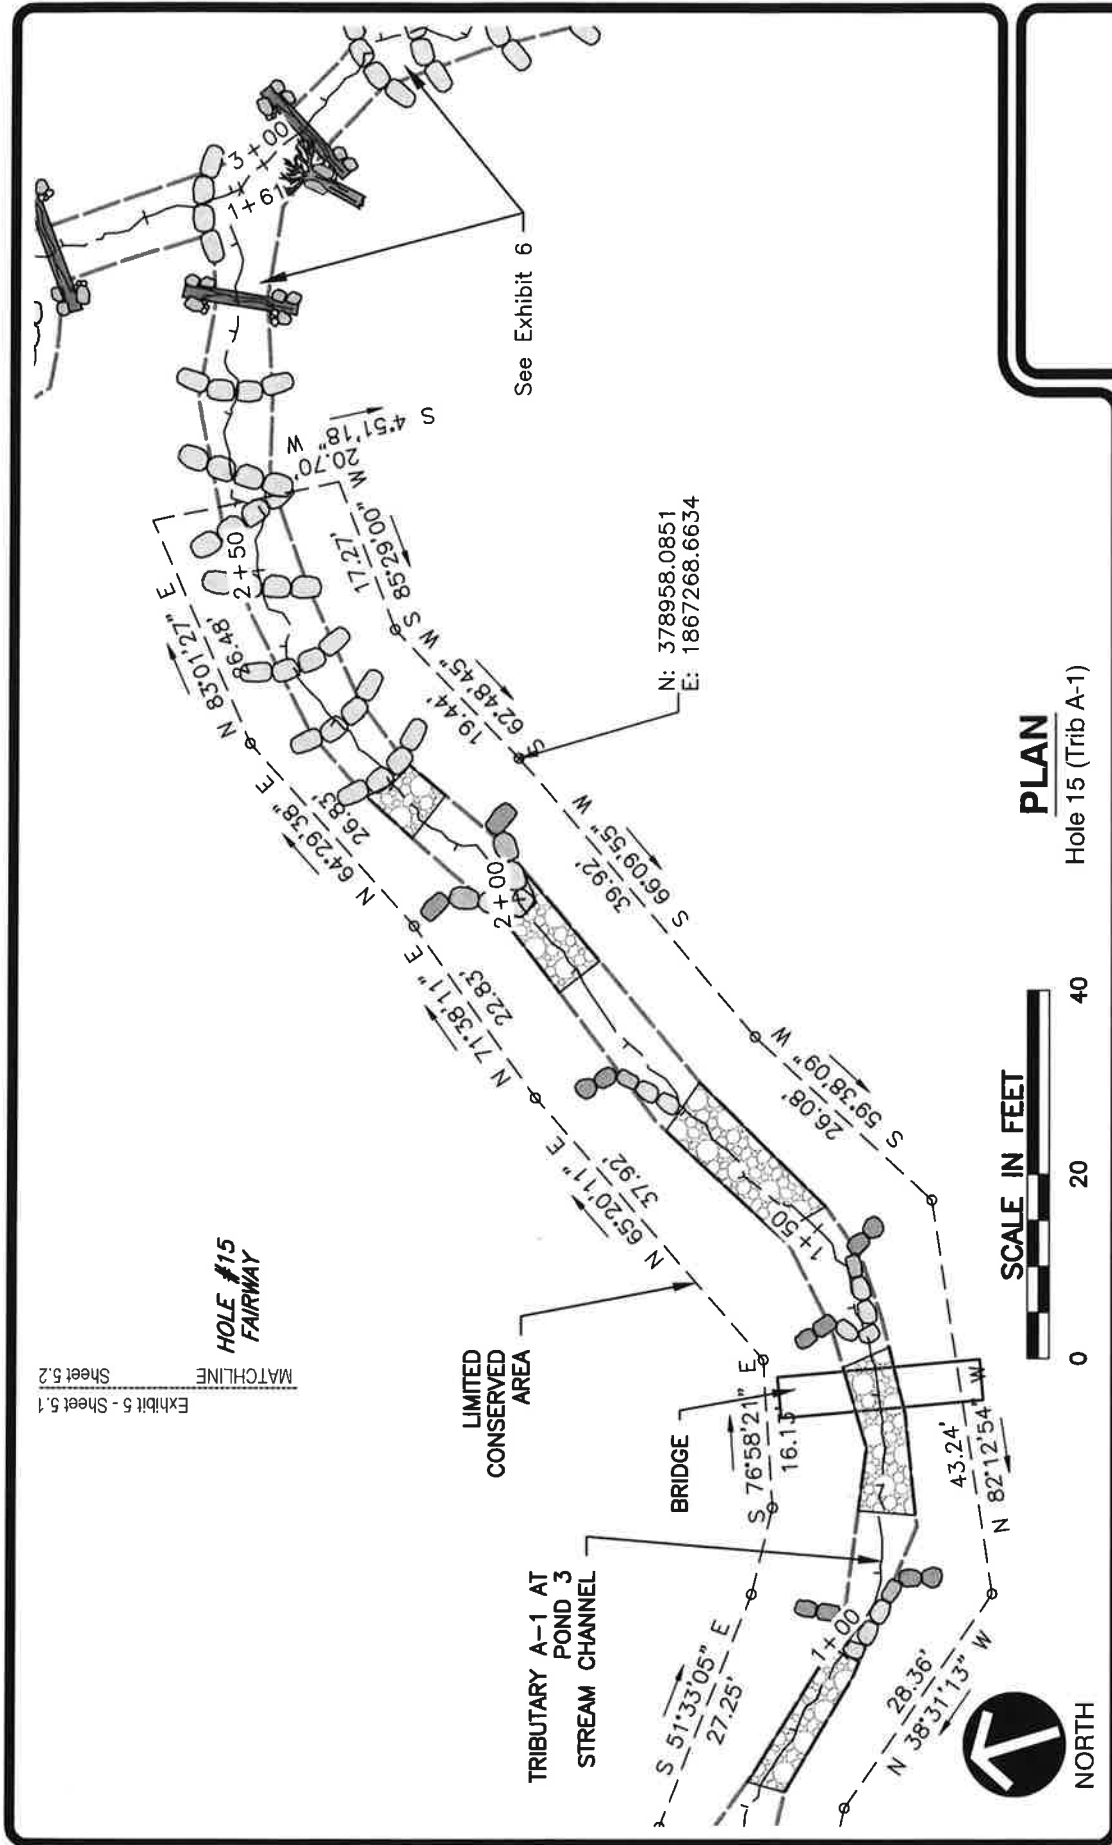 Exhibit 5 - Sheet 5.1
MATCHLINE
Sheet 5.2
HOLE #15
FAIRWAY
LIMITED
CONSERVED
AREA
BRIDGE
TRIBUTARY A-1 AT
POND 3
STREAM CHANNEL
S 51°33'05" E
27.25'
S 76°58'21" E
N 65°20'11" E
37.92'
N 71°38'11" E
22.83'
N 64°29'38" E
26.83'
N 83°01'27" E
26.48'
S 4°51'18" W
20.70'
S 85°29'00" W
17.27'
S 62°48'45" W
19.44'
S 66°09'55" W
39.92'
S 59°38'09" W
26.08'
N 82°12'54" W
43.24'
N 38°31'13" W
28.36'
1+00
1+50
2+00
2+50
3+00
1+61
See Exhibit 6
N: 378958.0851
E: 1867268.6634
PLAN
Hole 15 (Trib A-1)
SCALE IN FEET
0
20
40
NORTH